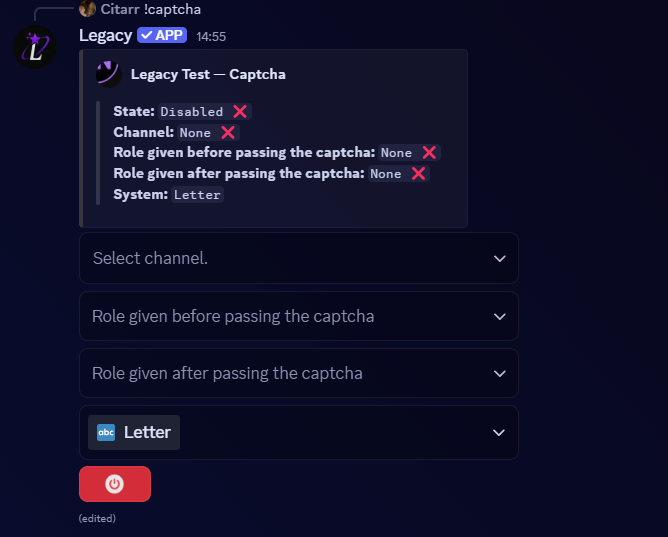 Citarr !captcha
Legacy ✓ APP 14:55
Legacy Test — Captcha
State: Disabled ❌
Channel: None ❌
Role given before passing the captcha: None ❌
Role given after passing the captcha: None ❌
System: Letter
Select channel.
Role given before passing the captcha
Role given after passing the captcha
abc Letter
(edited)